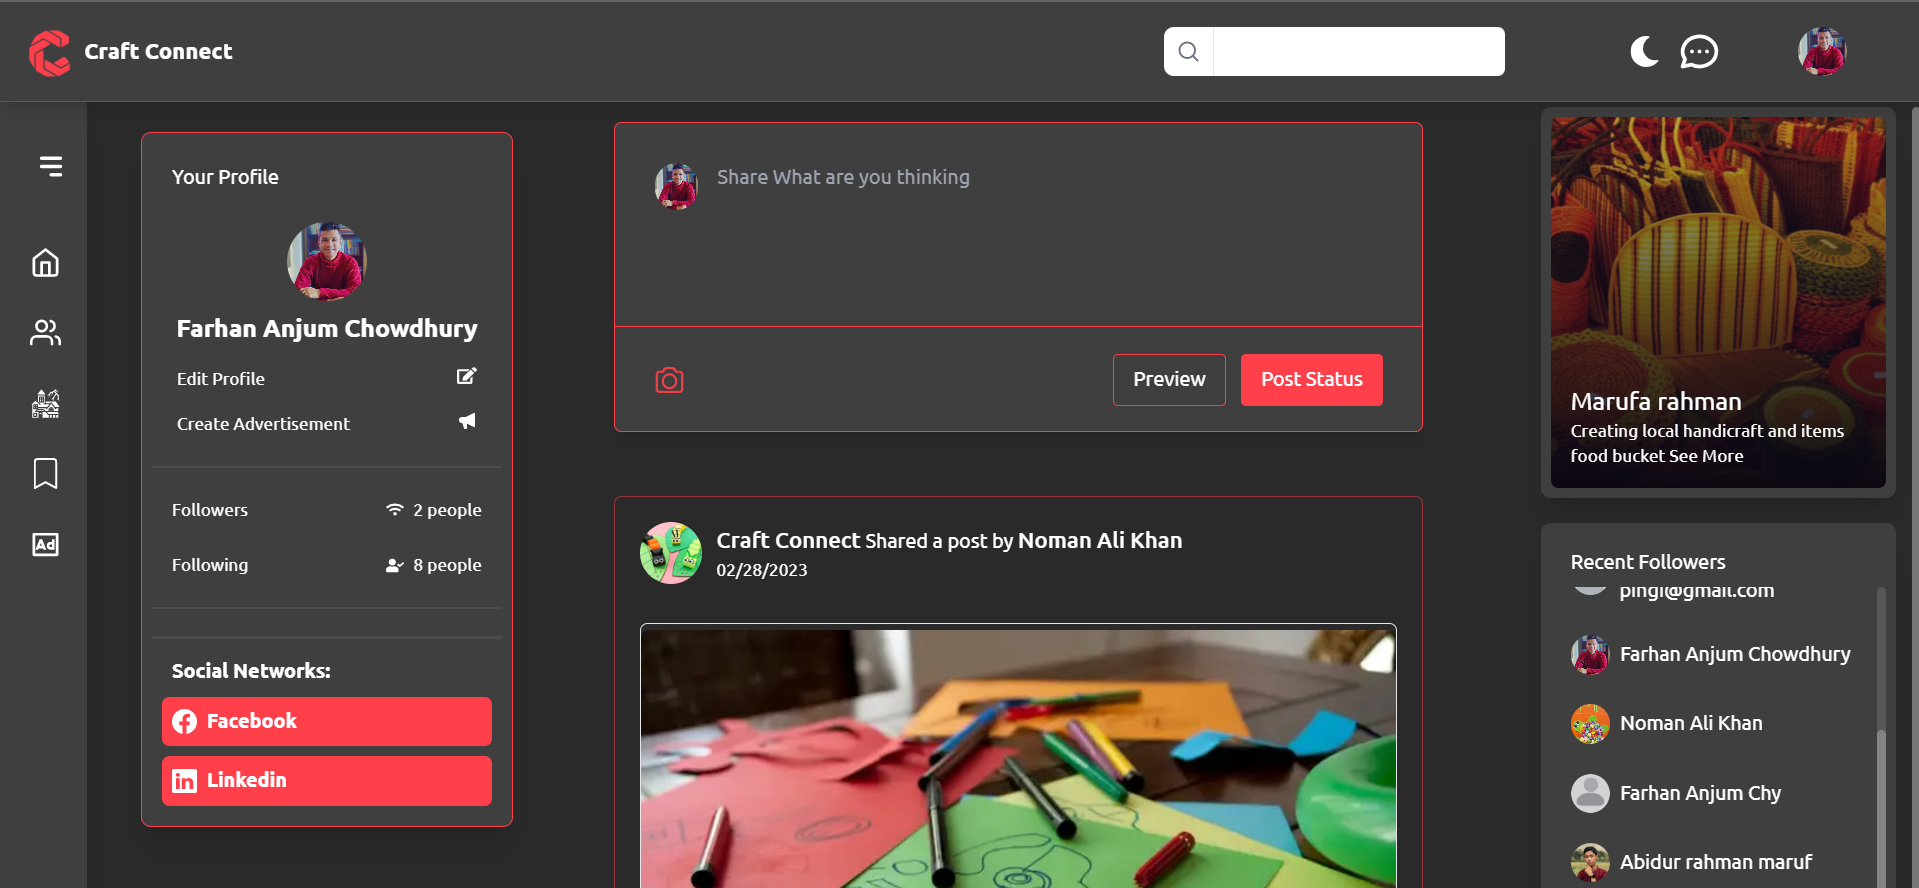 Craft Connect
Your Profile
Farhan Anjum Chowdhury
Edit Profile
Create Advertisement
Followers 2 people
Following 8 people
Social Networks:
Facebook
Linkedin
Ad
Share What are you thinking
Preview Post Status
Craft Connect Shared a post by Noman Ali Khan
02/28/2023
Marufa rahman
Creating local handicraft and items
food bucket See More
Recent Followers
pingi@gmail.com
Farhan Anjum Chowdhury
Noman Ali Khan
Farhan Anjum Chy
Abidur rahman maruf